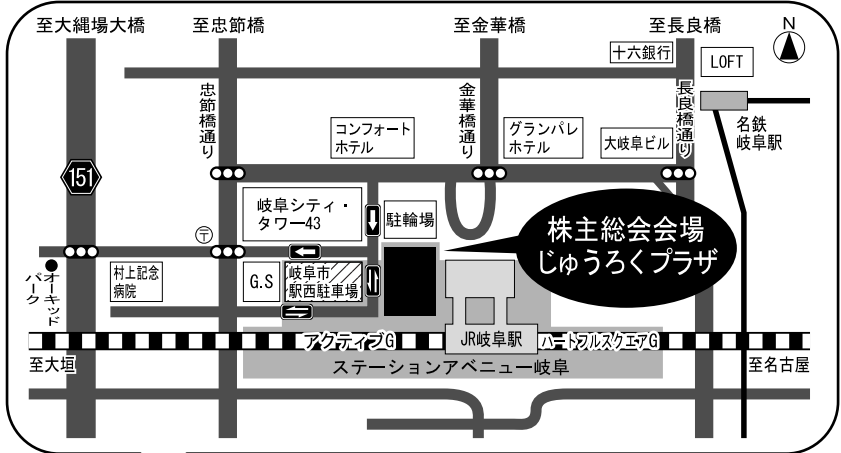 至大縄場大橋
至忠節橋
至金華橋
至長良橋
N
十六銀行
LOFT
忠節橋通り
金華橋通り
長良橋通り
名鉄
岐阜駅
コンフォート
ホテル
グランパレ
ホテル
大岐阜ビル
151
岐阜シティ・
タワー43
駐輪場
株主総会会場
じゅうろくプラザ
〒
オーキッド
パーク
村上記念
病院
G.S
岐阜市
駅西駐車場
アクティブG
JR岐阜駅
ハートフルスクエアG
至大垣
ステーションアベニュー岐阜
至名古屋